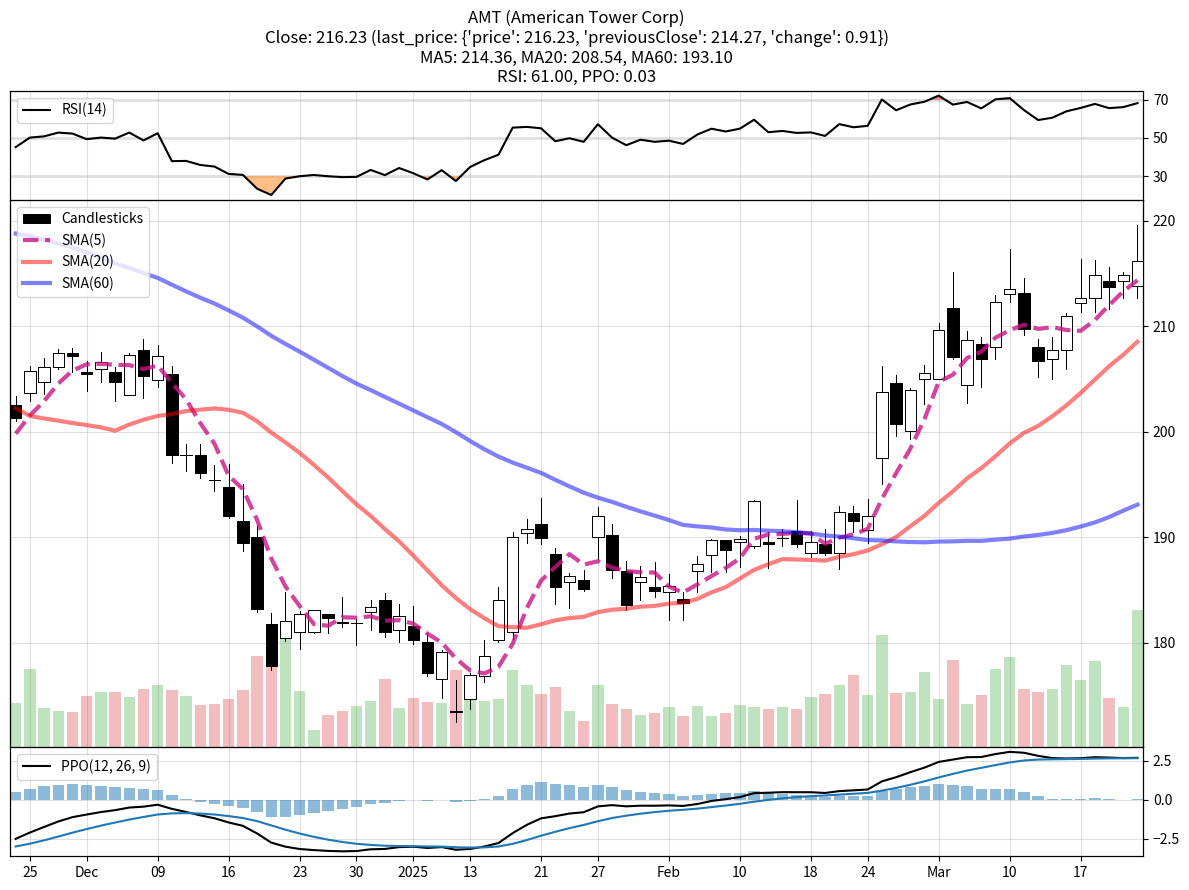 AMT (American Tower Corp)
Close: 216.23 (last_price: {'price': 216.23, 'previousClose': 214.27, 'change': 0.91})
MA5: 214.36, MA20: 208.54, MA60: 193.10
RSI: 61.00, PPO: 0.03
RSI(14)
70
50
30
Candlesticks
SMA(5)
SMA(20)
SMA(60)
220
210
200
190
180
PPO(12, 26, 9)
2.5
0.0
−2.5
25 Dec 09 16 23 30 2025 13 21 27 Feb 10 18 24 Mar 10 17